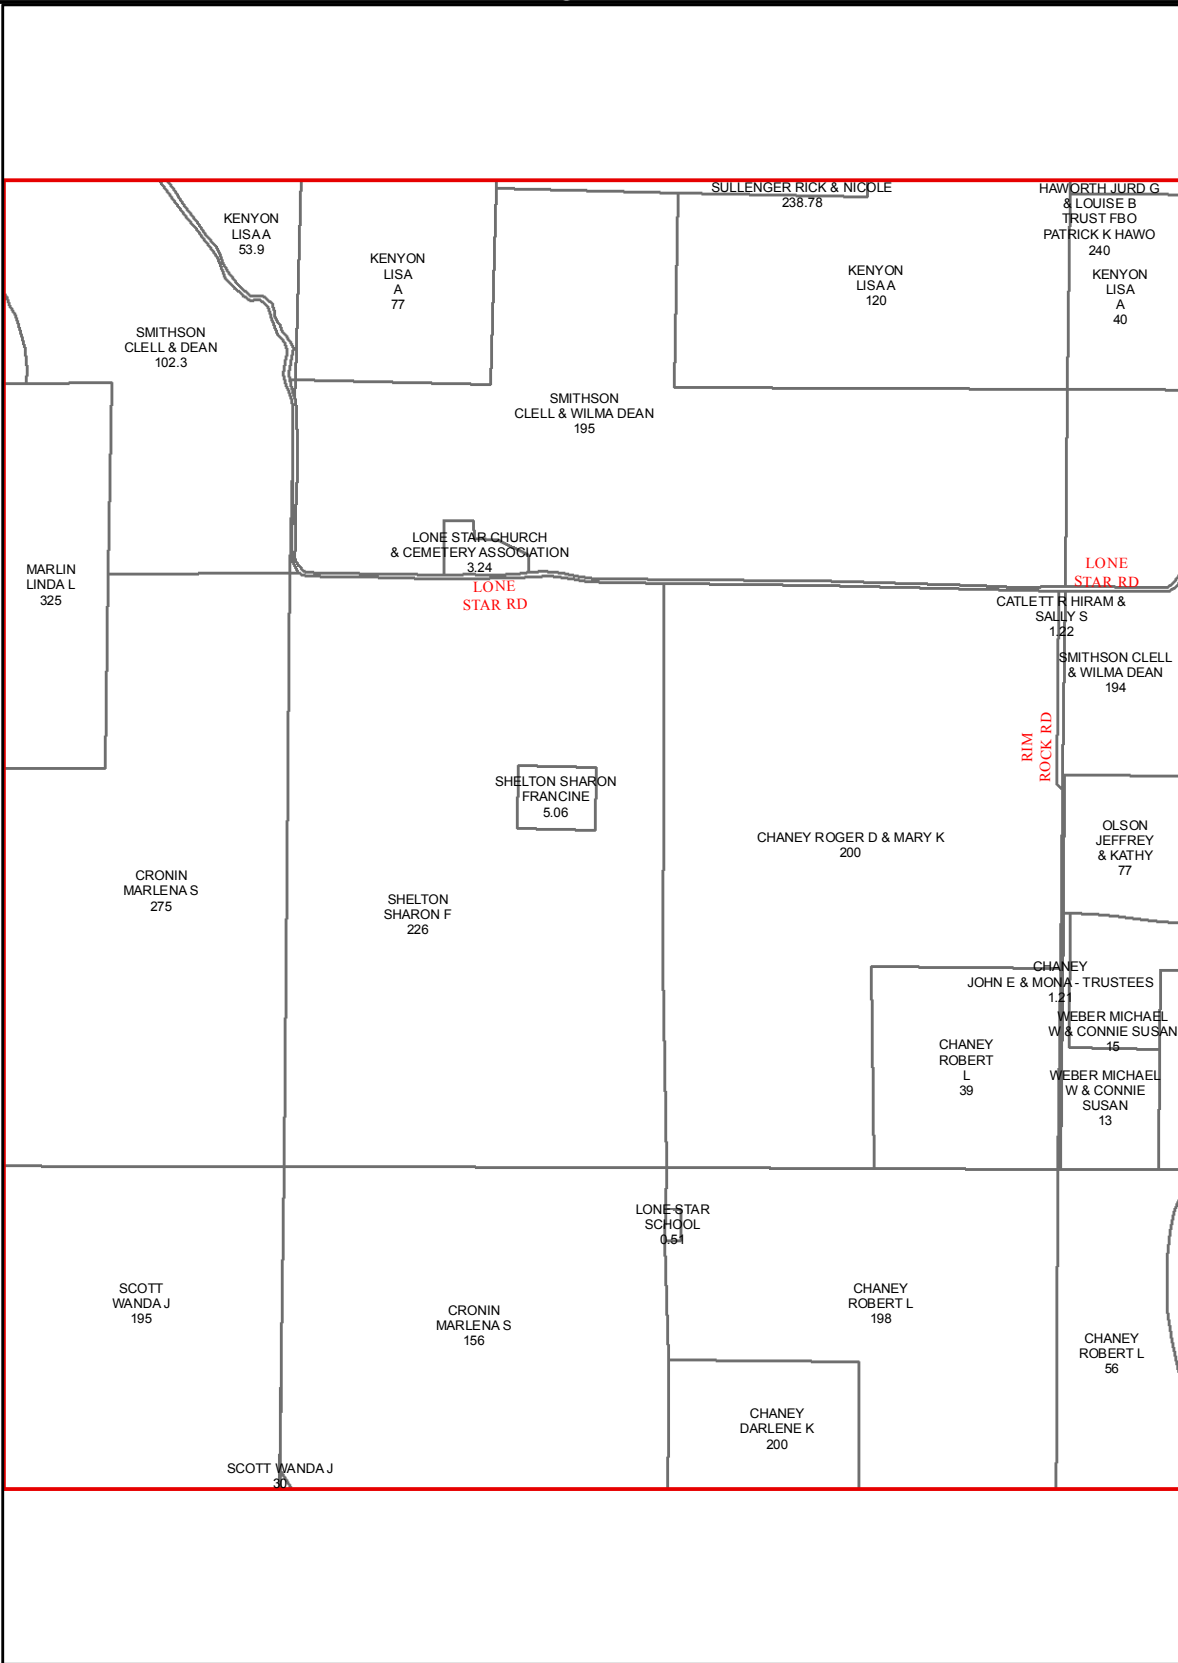 SULLENGER RICK & NICOLE
238.78
HAWORTH JURD G
& LOUISE B
TRUST FBO
PATRICK K HAWO
240
KENYON
LISA A
53.9
KENYON
LISA
A
77
KENYON
LISA A
120
KENYON
LISA
A
40
SMITHSON
CLELL & DEAN
102.3
SMITHSON
CLELL & WILMA DEAN
195
LONE STAR CHURCH
& CEMETERY ASSOCIATION
3.24
LONE
STAR RD
LONE
STAR RD
MARLIN
LINDA L
325
CATLETT R HIRAM &
SALLY S
1.22
SMITHSON CLELL
& WILMA DEAN
194
RIM
ROCK RD
SHELTON SHARON
FRANCINE
5.06
CHANEY ROGER D & MARY K
200
OLSON
JEFFREY
& KATHY
77
CRONIN
MARLENA S
275
SHELTON
SHARON F
226
CHANEY
JOHN E & MONA - TRUSTEES
1.21
WEBER MICHAEL
W & CONNIE SUSAN
15
CHANEY
ROBERT
L
39
WEBER MICHAEL
W & CONNIE
SUSAN
13
LONE STAR
SCHOOL
0.51
SCOTT
WANDA J
195
CRONIN
MARLENA S
156
CHANEY
ROBERT L
198
CHANEY
ROBERT L
56
CHANEY
DARLENE K
200
SCOTT WANDA J
30